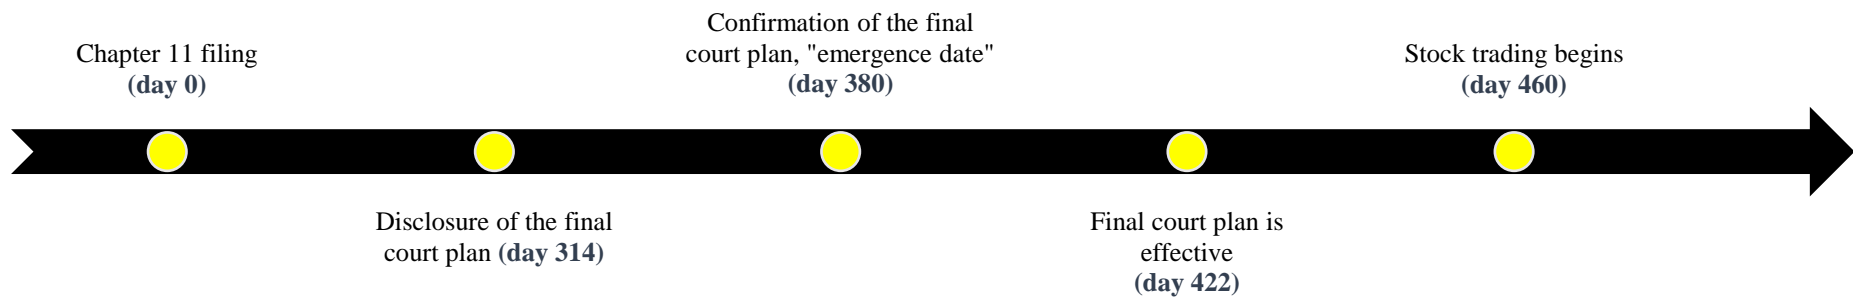 Chapter 11 filing
(day 0)
Disclosure of the final
court plan (day 314)
Confirmation of the final
court plan, "emergence date"
(day 380)
Final court plan is
effective
(day 422)
Stock trading begins
(day 460)